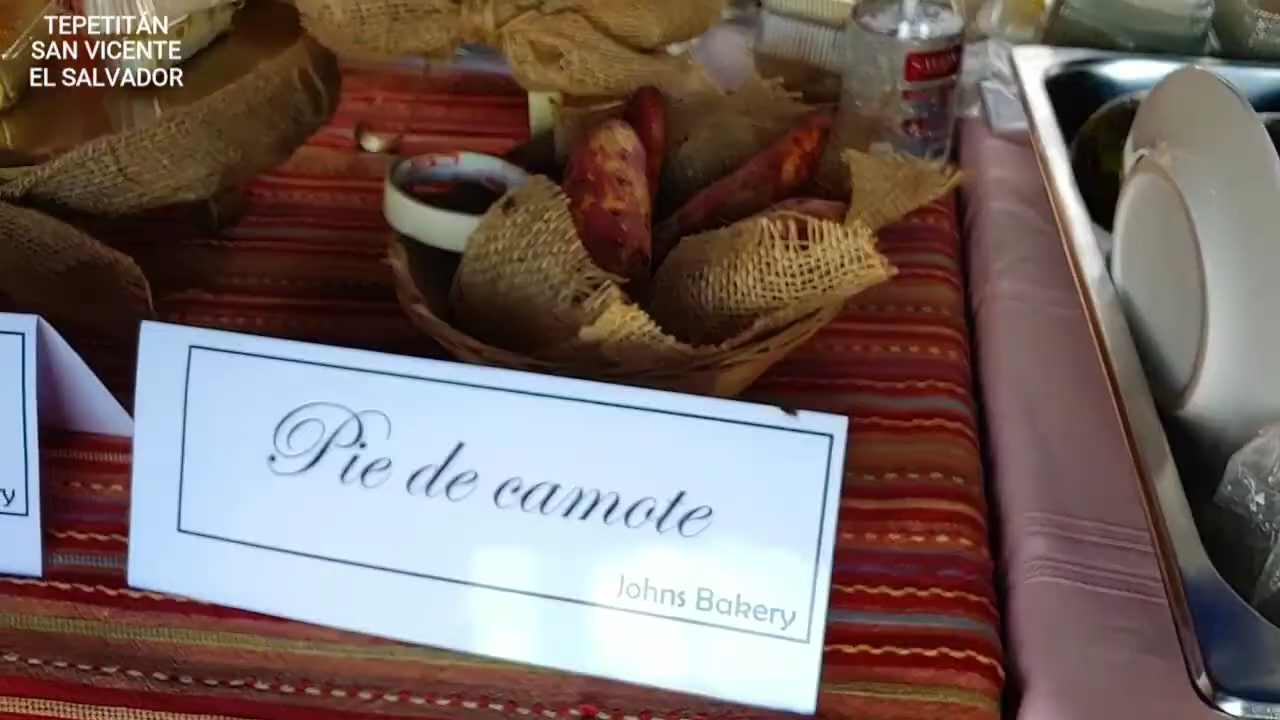 TEPETITÁN
SAN VICENTE
EL SALVADOR
Pie de camote
Johns Bakery